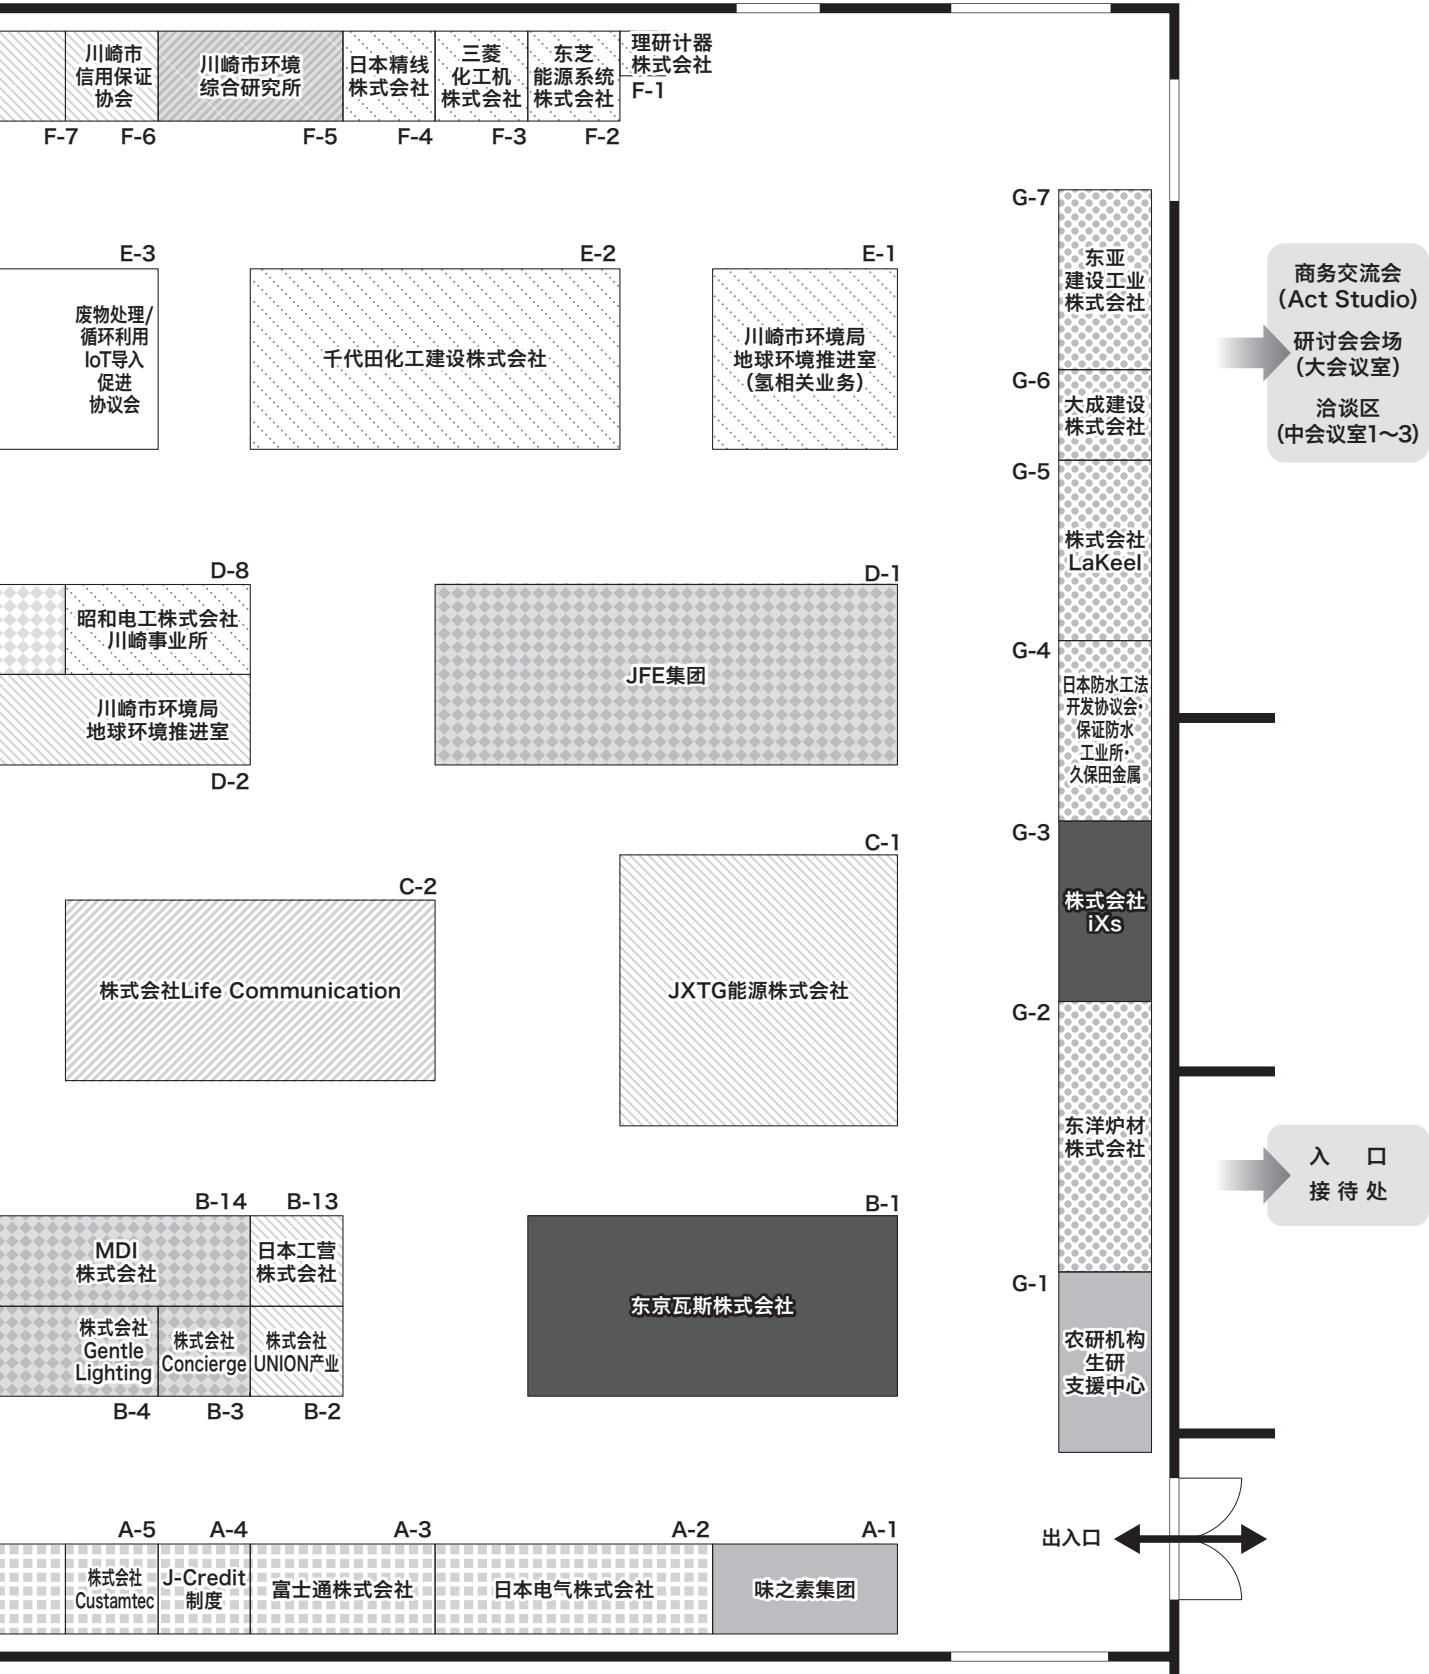 川崎市
信用保证
协会
川崎市环境
综合研究所
日本精线
株式会社
三菱
化工机
株式会社
东芝
能源系统
株式会社
理研计器
株式会社
F-1
F-7
F-6
F-5
F-4
F-3
F-2
E-3
废物处理/
循环利用
IoT导入
促进
协议会
E-2
千代田化工建设株式会社
E-1
川崎市环境局
地球环境推进室
（氢相关业务）
G-7
东亚
建设工业
株式会社
G-6
大成建设
株式会社
G-5
株式会社
LaKeel
G-4
日本防水工法
开发协议会·
保证防水
工业所·
久保田金属
G-3
株式会社
iXs
G-2
东洋炉材
株式会社
G-1
农研机构
生研
支援中心
商务交流会
（Act Studio）
研讨会会场
（大会议室）
洽谈区
（中会议室1～3）
D-8
昭和电工株式会社
川崎事业所
川崎市环境局
地球环境推进室
D-2
D-1
JFE集团
C-2
株式会社Life Communication
C-1
JXTG能源株式会社
入　口
接待处
B-14
B-13
MDI
株式会社
日本工营
株式会社
株式会社
Gentle
Lighting
株式会社
Concierge
株式会社
UNION产业
B-4
B-3
B-2
B-1
东京瓦斯株式会社
A-5
A-4
A-3
A-2
A-1
株式会社
Custamtec
J-Credit
制度
富士通株式会社
日本电气株式会社
味之素集团
出入口